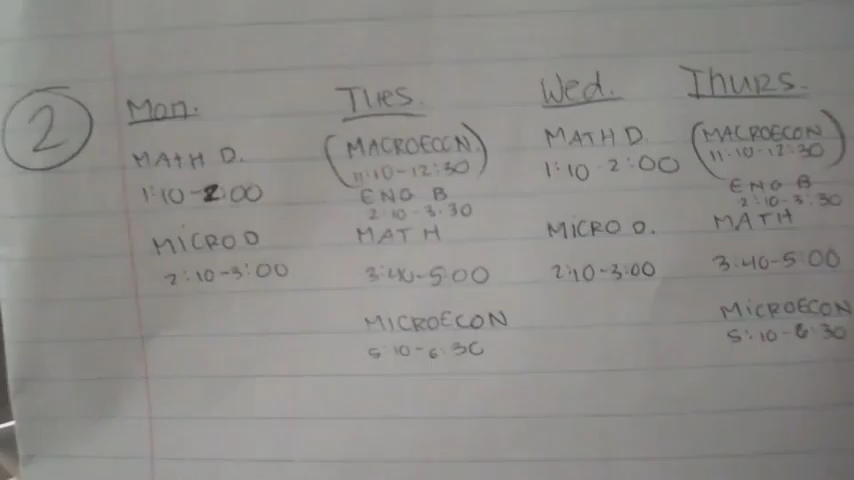 2
Mon. Tues. Wed. Thurs.
MATH D. (MACROECON MATH D. (MACROECON
1:10-2:00 11:10-12:30) 1:10-2:00 11:10-12:30)
ENG B ENG B
2:10-3:30 2:10-3:30
MICRO D MATH MICRO D. MATH
2:10-3:00 3:40-5:00 2:10-3:00 3:40-5:00
MICROECON MICROECON
5:10-6:30 5:10-6:30